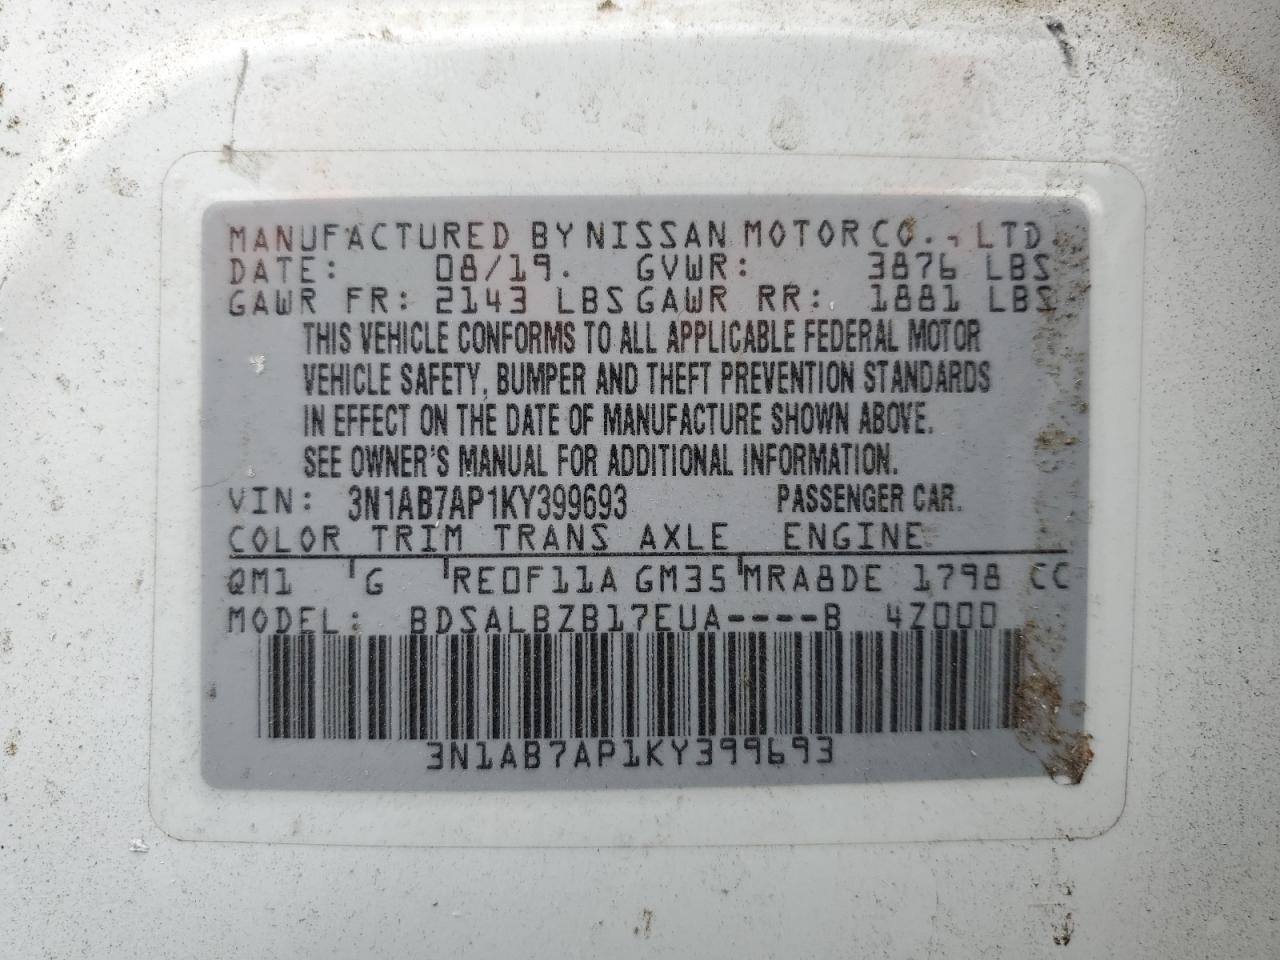 MANUFACTURED BY NISSAN MOTOR CO., LTD.
DATE: 08/19. GVWR: 3876 LBS
GAWR FR: 2143 LBS GAWR RR: 1881 LBS
THIS VEHICLE CONFORMS TO ALL APPLICABLE FEDERAL MOTOR
VEHICLE SAFETY, BUMPER AND THEFT PREVENTION STANDARDS
IN EFFECT ON THE DATE OF MANUFACTURE SHOWN ABOVE.
SEE OWNER'S MANUAL FOR ADDITIONAL INFORMATION.
VIN: 3N1AB7AP1KY399693 PASSENGER CAR.
COLOR TRIM TRANS AXLE ENGINE
QM1 G RE0F11A GM35 MRA8DE 1798 CC
MODEL: BDSALBZB17EUA----B 4Z000
3N1AB7AP1KY399693